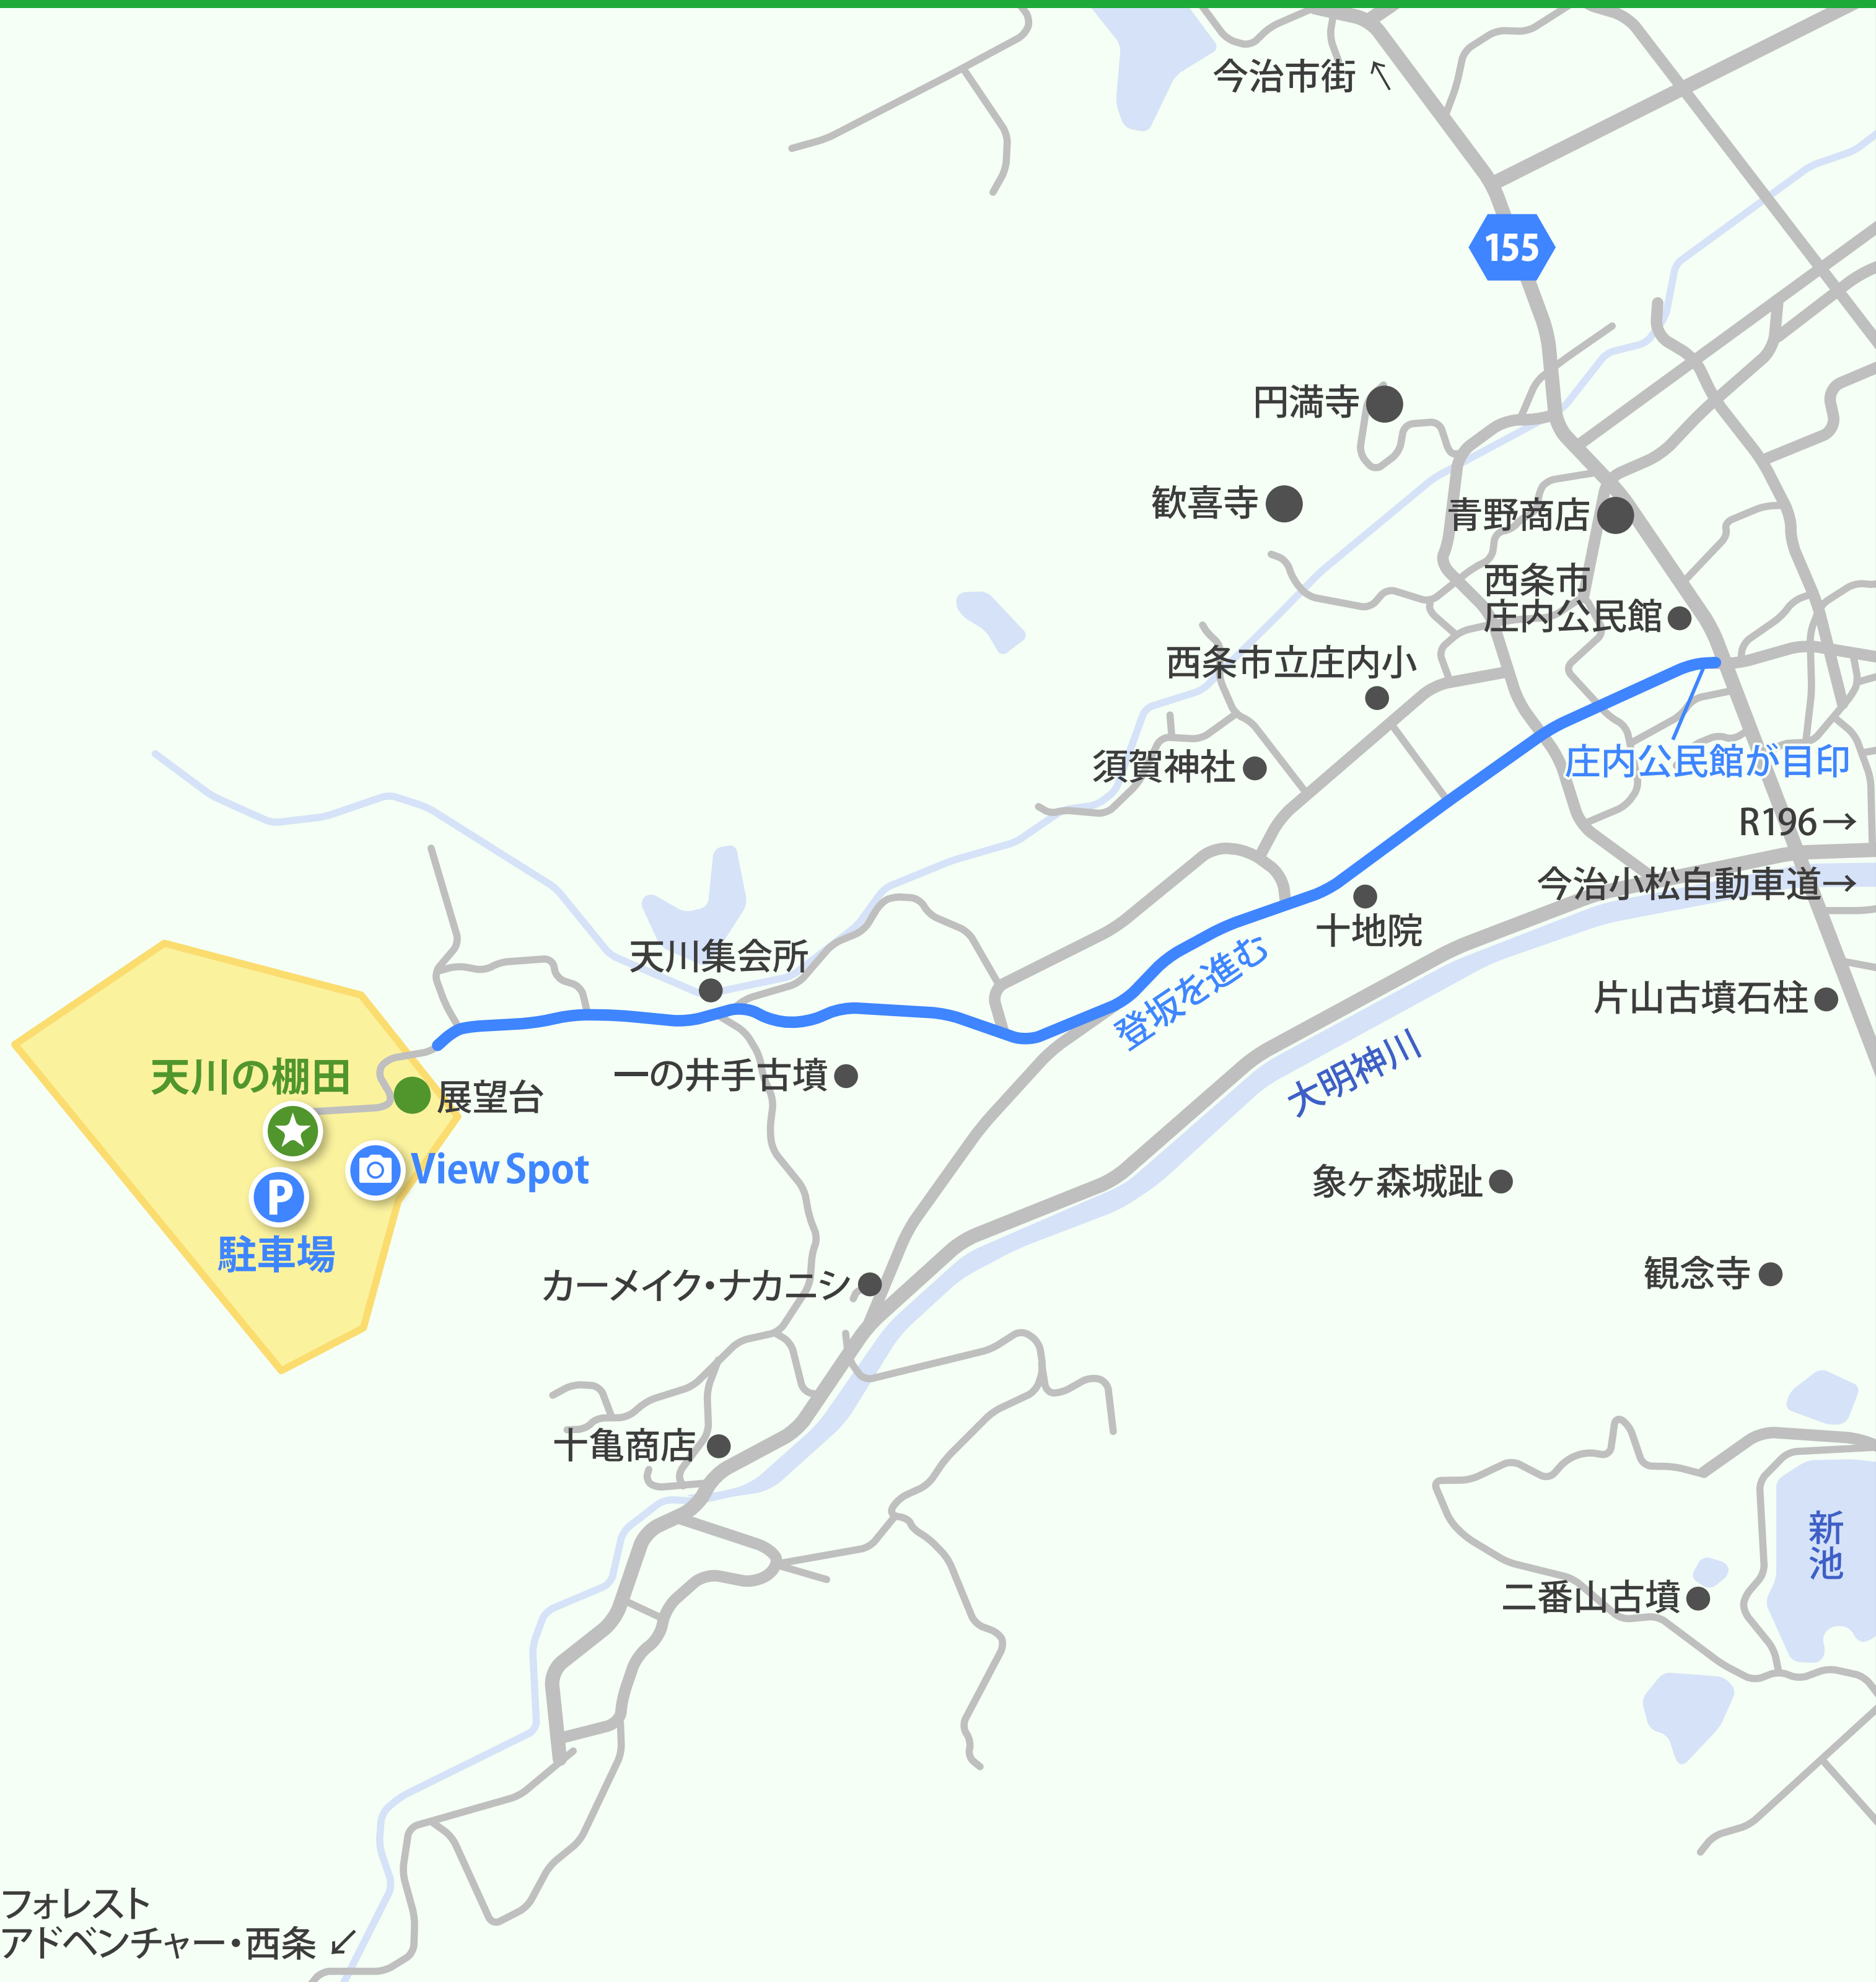 今治市街 ↖
155
円満寺
歓喜寺
青野商店
西条市
庄内公民館
西条市立庄内小
庄内公民館が目印
須賀神社
R196→
今治小松自動車道→
十地院
天川集会所
登坂を進む
片山古墳石柱
天川の棚田
一の井手古墳
展望台
大明神川
View Spot
象ヶ森城趾
P
駐車場
カーメイク・ナカニシ
観念寺
十亀商店
新池
二番山古墳
フォレスト
アドベンチャー・西条 ↙